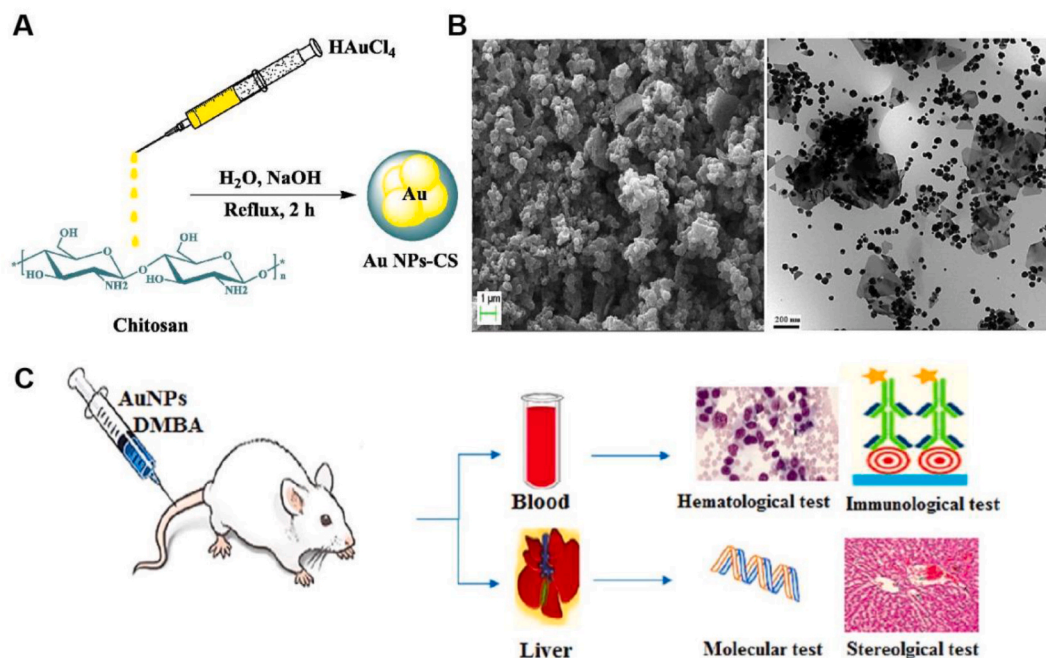 A
HAuCl4
H2O, NaOH
Reflux, 2 h
Au
Au NPs-CS
OH
OH
*
O
O
O
O
*
n
HO
NH2
HO
NH2
Chitosan
B
1 µm
200 nm
C
AuNPs
DMBA
Blood
Hematological test
Immunological test
Liver
Molecular test
Stereolgical test